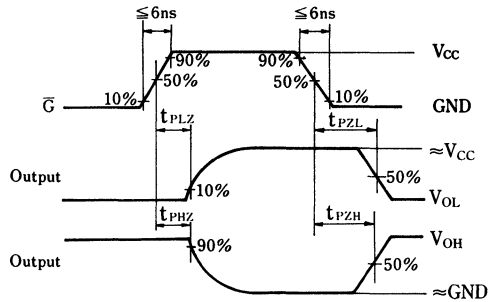 ≦6ns ≦6ns
90% 90% VCC
50% 50%
G̅ 10% 10% GND
tPLZ tPZL
≈VCC
Output 50%
10% VOL
tPHZ tPZH
VOH
Output 90% 50%
≈GND